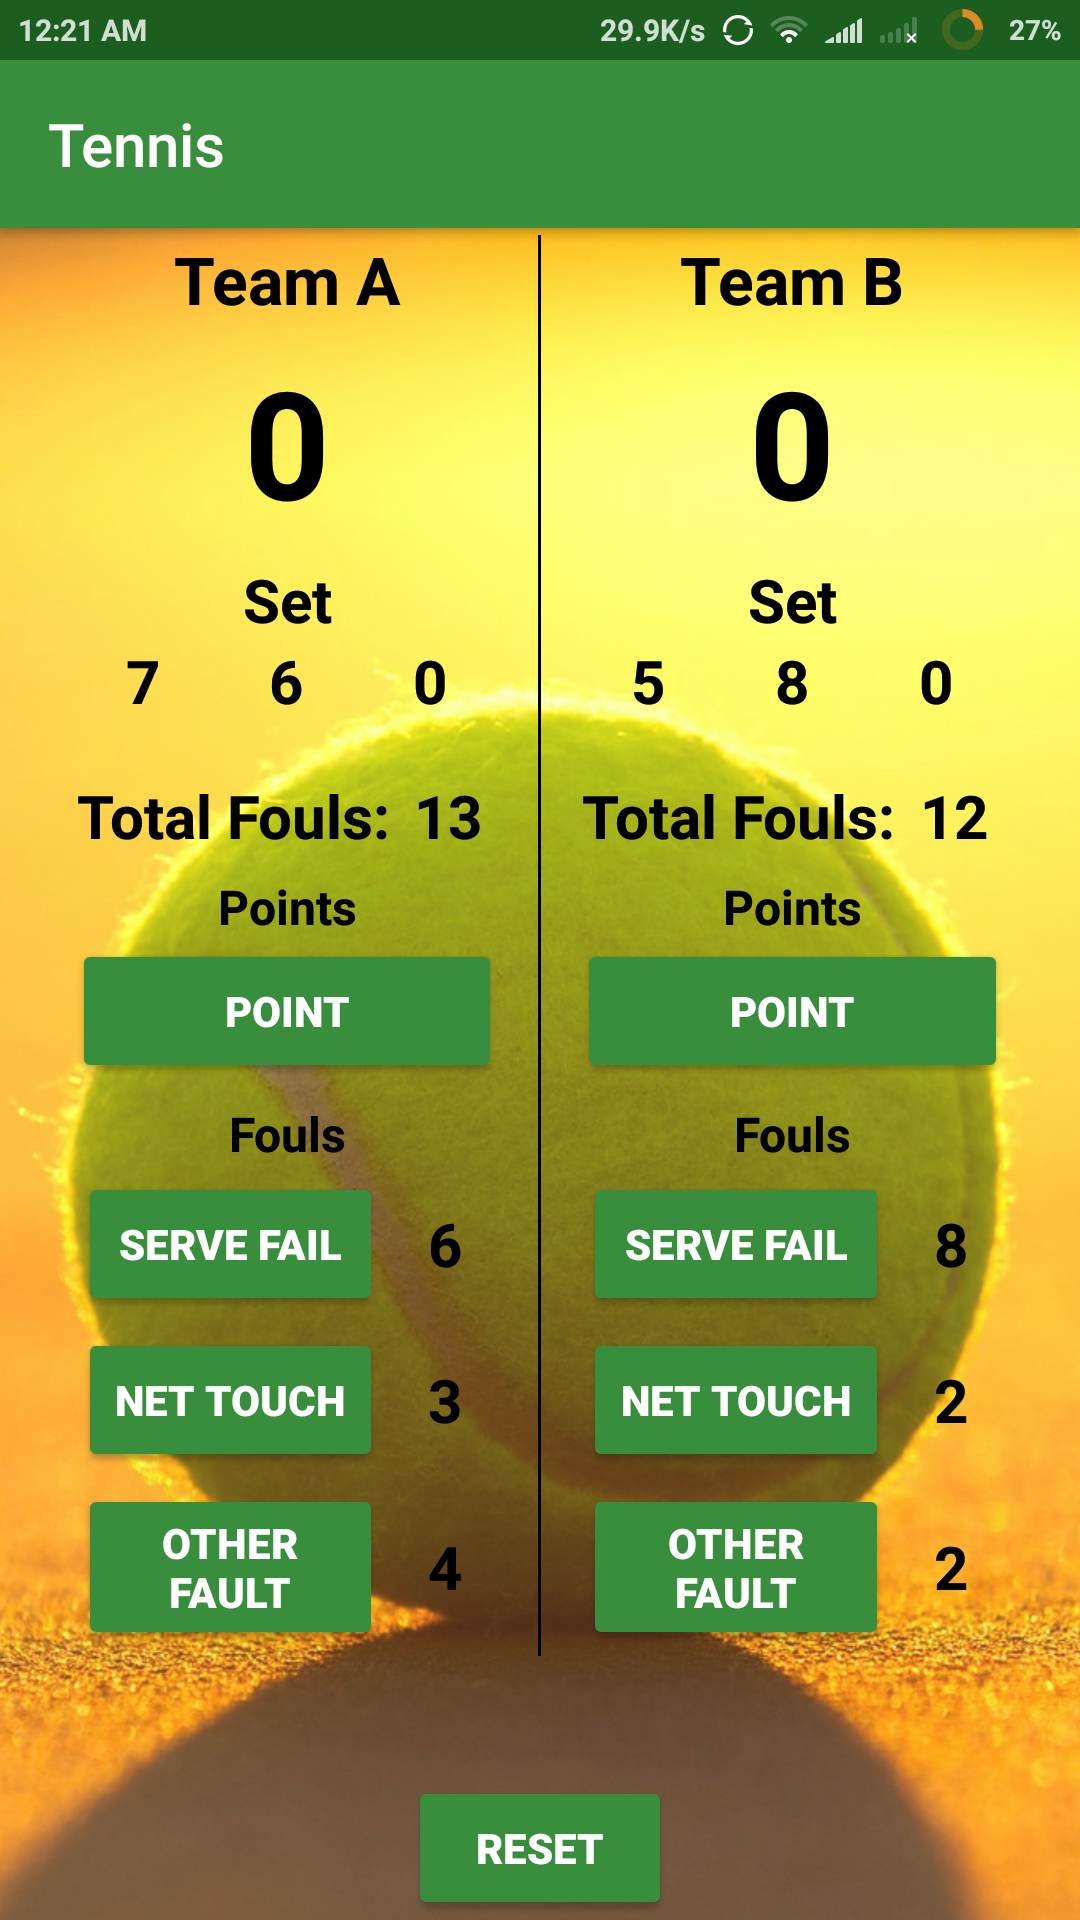 12:21 AM 29.9K/s 27%
Tennis
Team A Team B
0 0
Set Set
7 6 0 5 8 0
Total Fouls: 13 Total Fouls: 12
Points Points
POINT POINT
Fouls Fouls
SERVE FAIL 6 SERVE FAIL 8
NET TOUCH 3 NET TOUCH 2
OTHER FAULT 4 OTHER FAULT 2
RESET